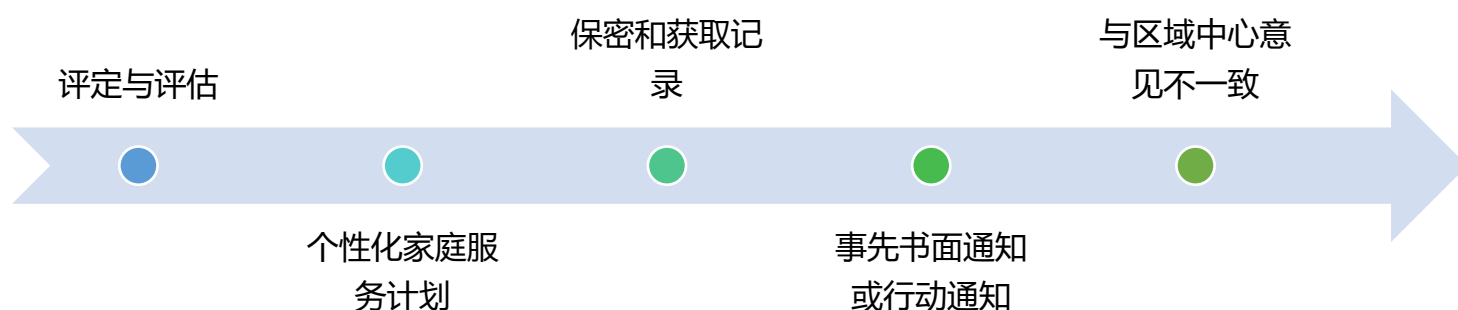 评定与评估
个性化家庭服
务计划
保密和获取记
录
事先书面通知
或行动通知
与区域中心意
见不一致